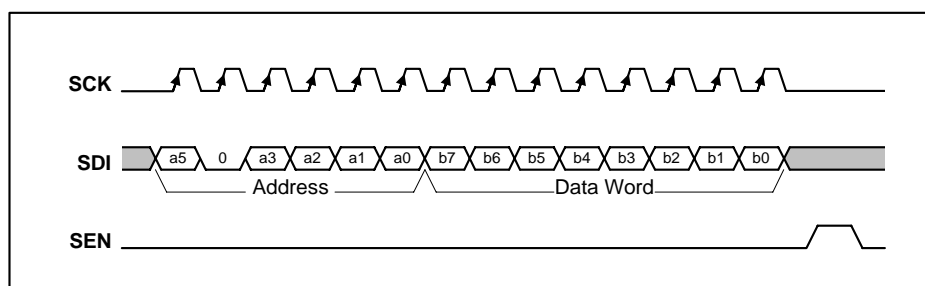 SCK
SDI a5 0 a3 a2 a1 a0 b7 b6 b5 b4 b3 b2 b1 b0
Address Data Word
SEN